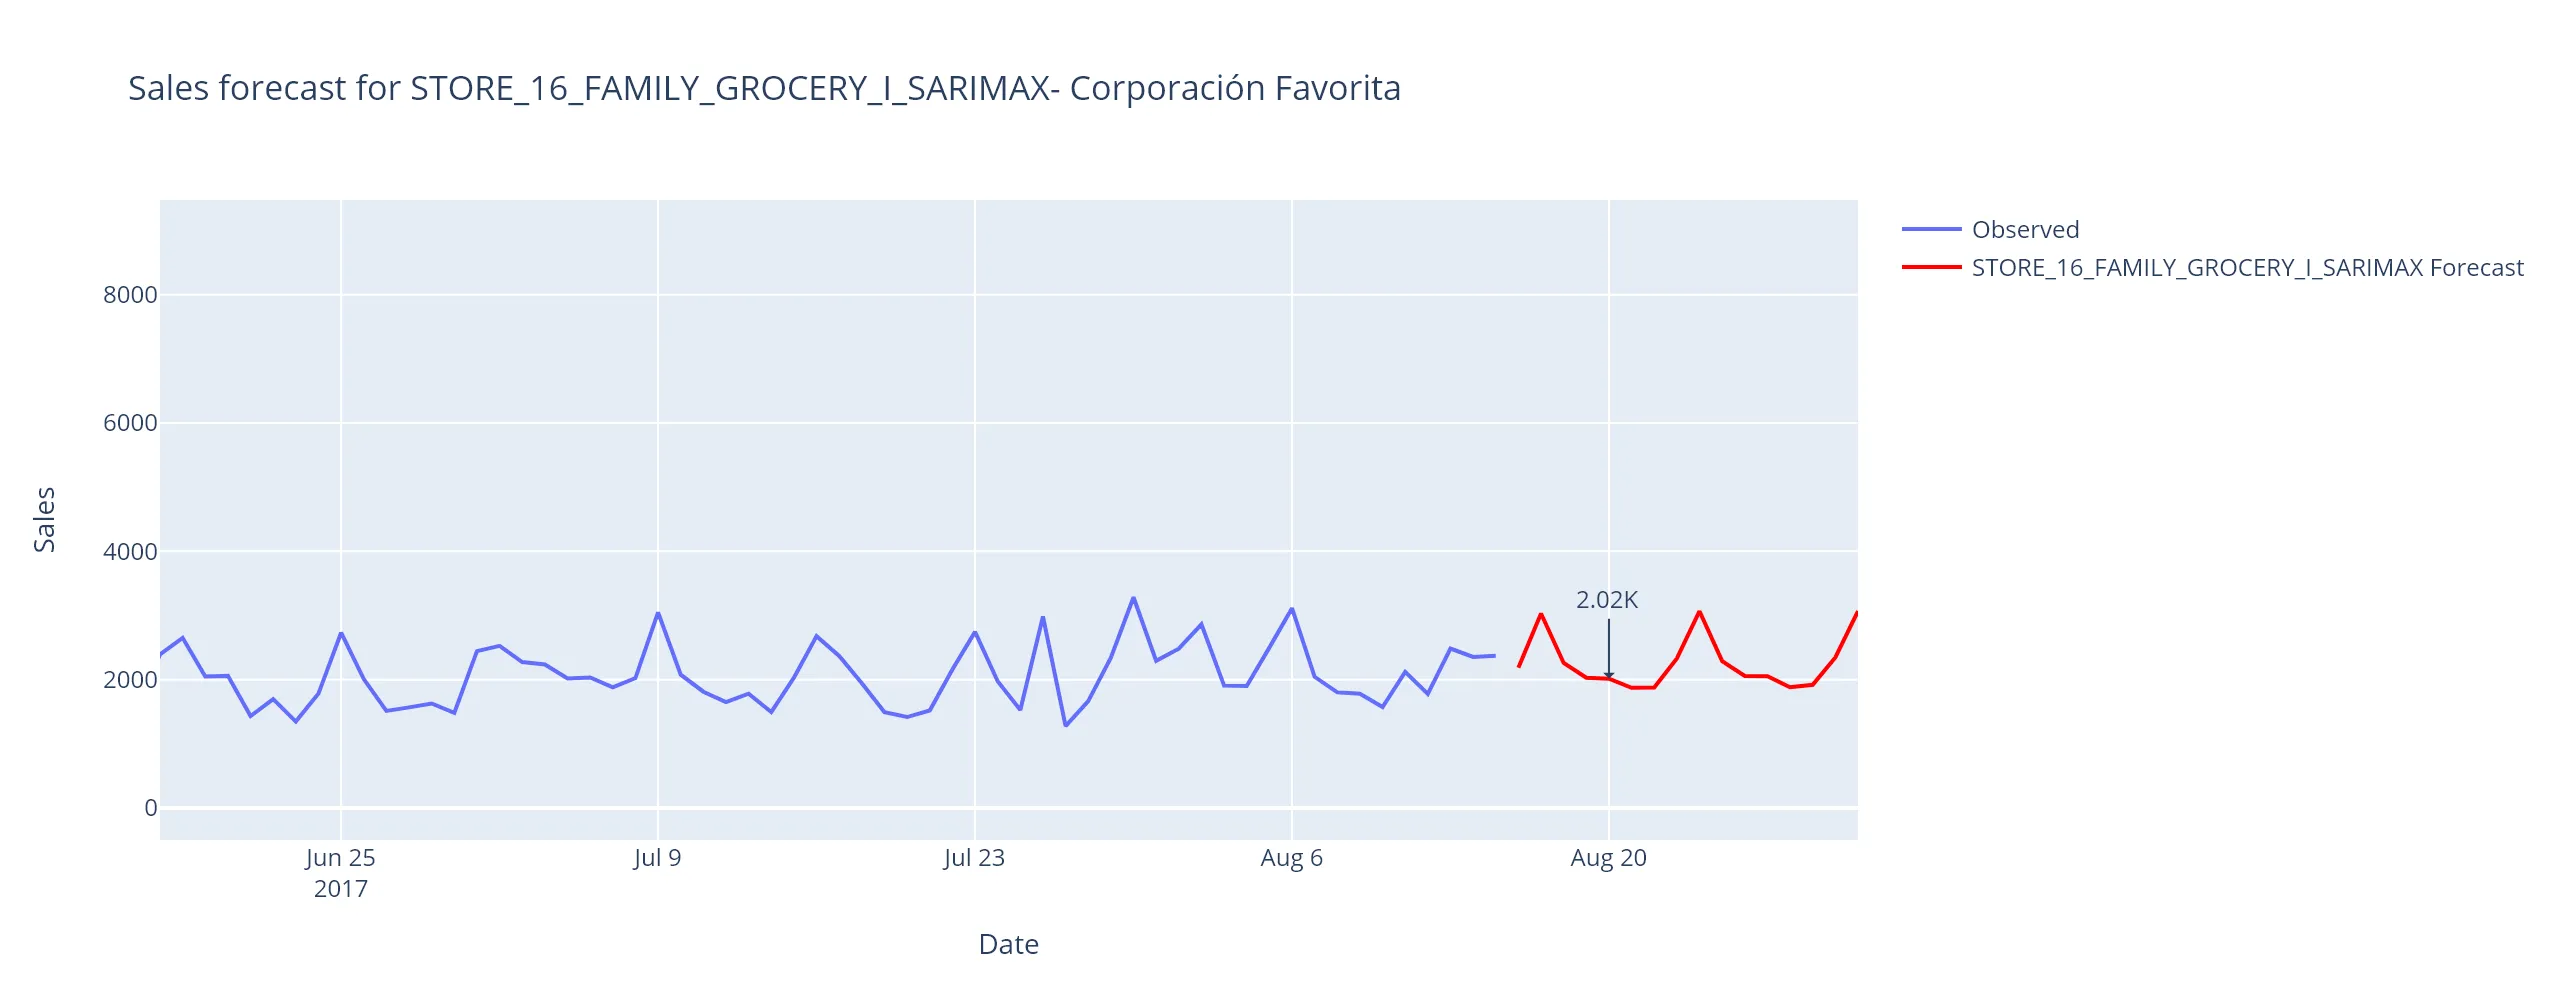 Sales forecast for STORE_16_FAMILY_GROCERY_I_SARIMAX- Corporación Favorita
Observed
STORE_16_FAMILY_GROCERY_I_SARIMAX Forecast
8000
6000
4000
2000
0
Sales
2.02K
Jun 25
2017
Jul 9
Jul 23
Aug 6
Aug 20
Date